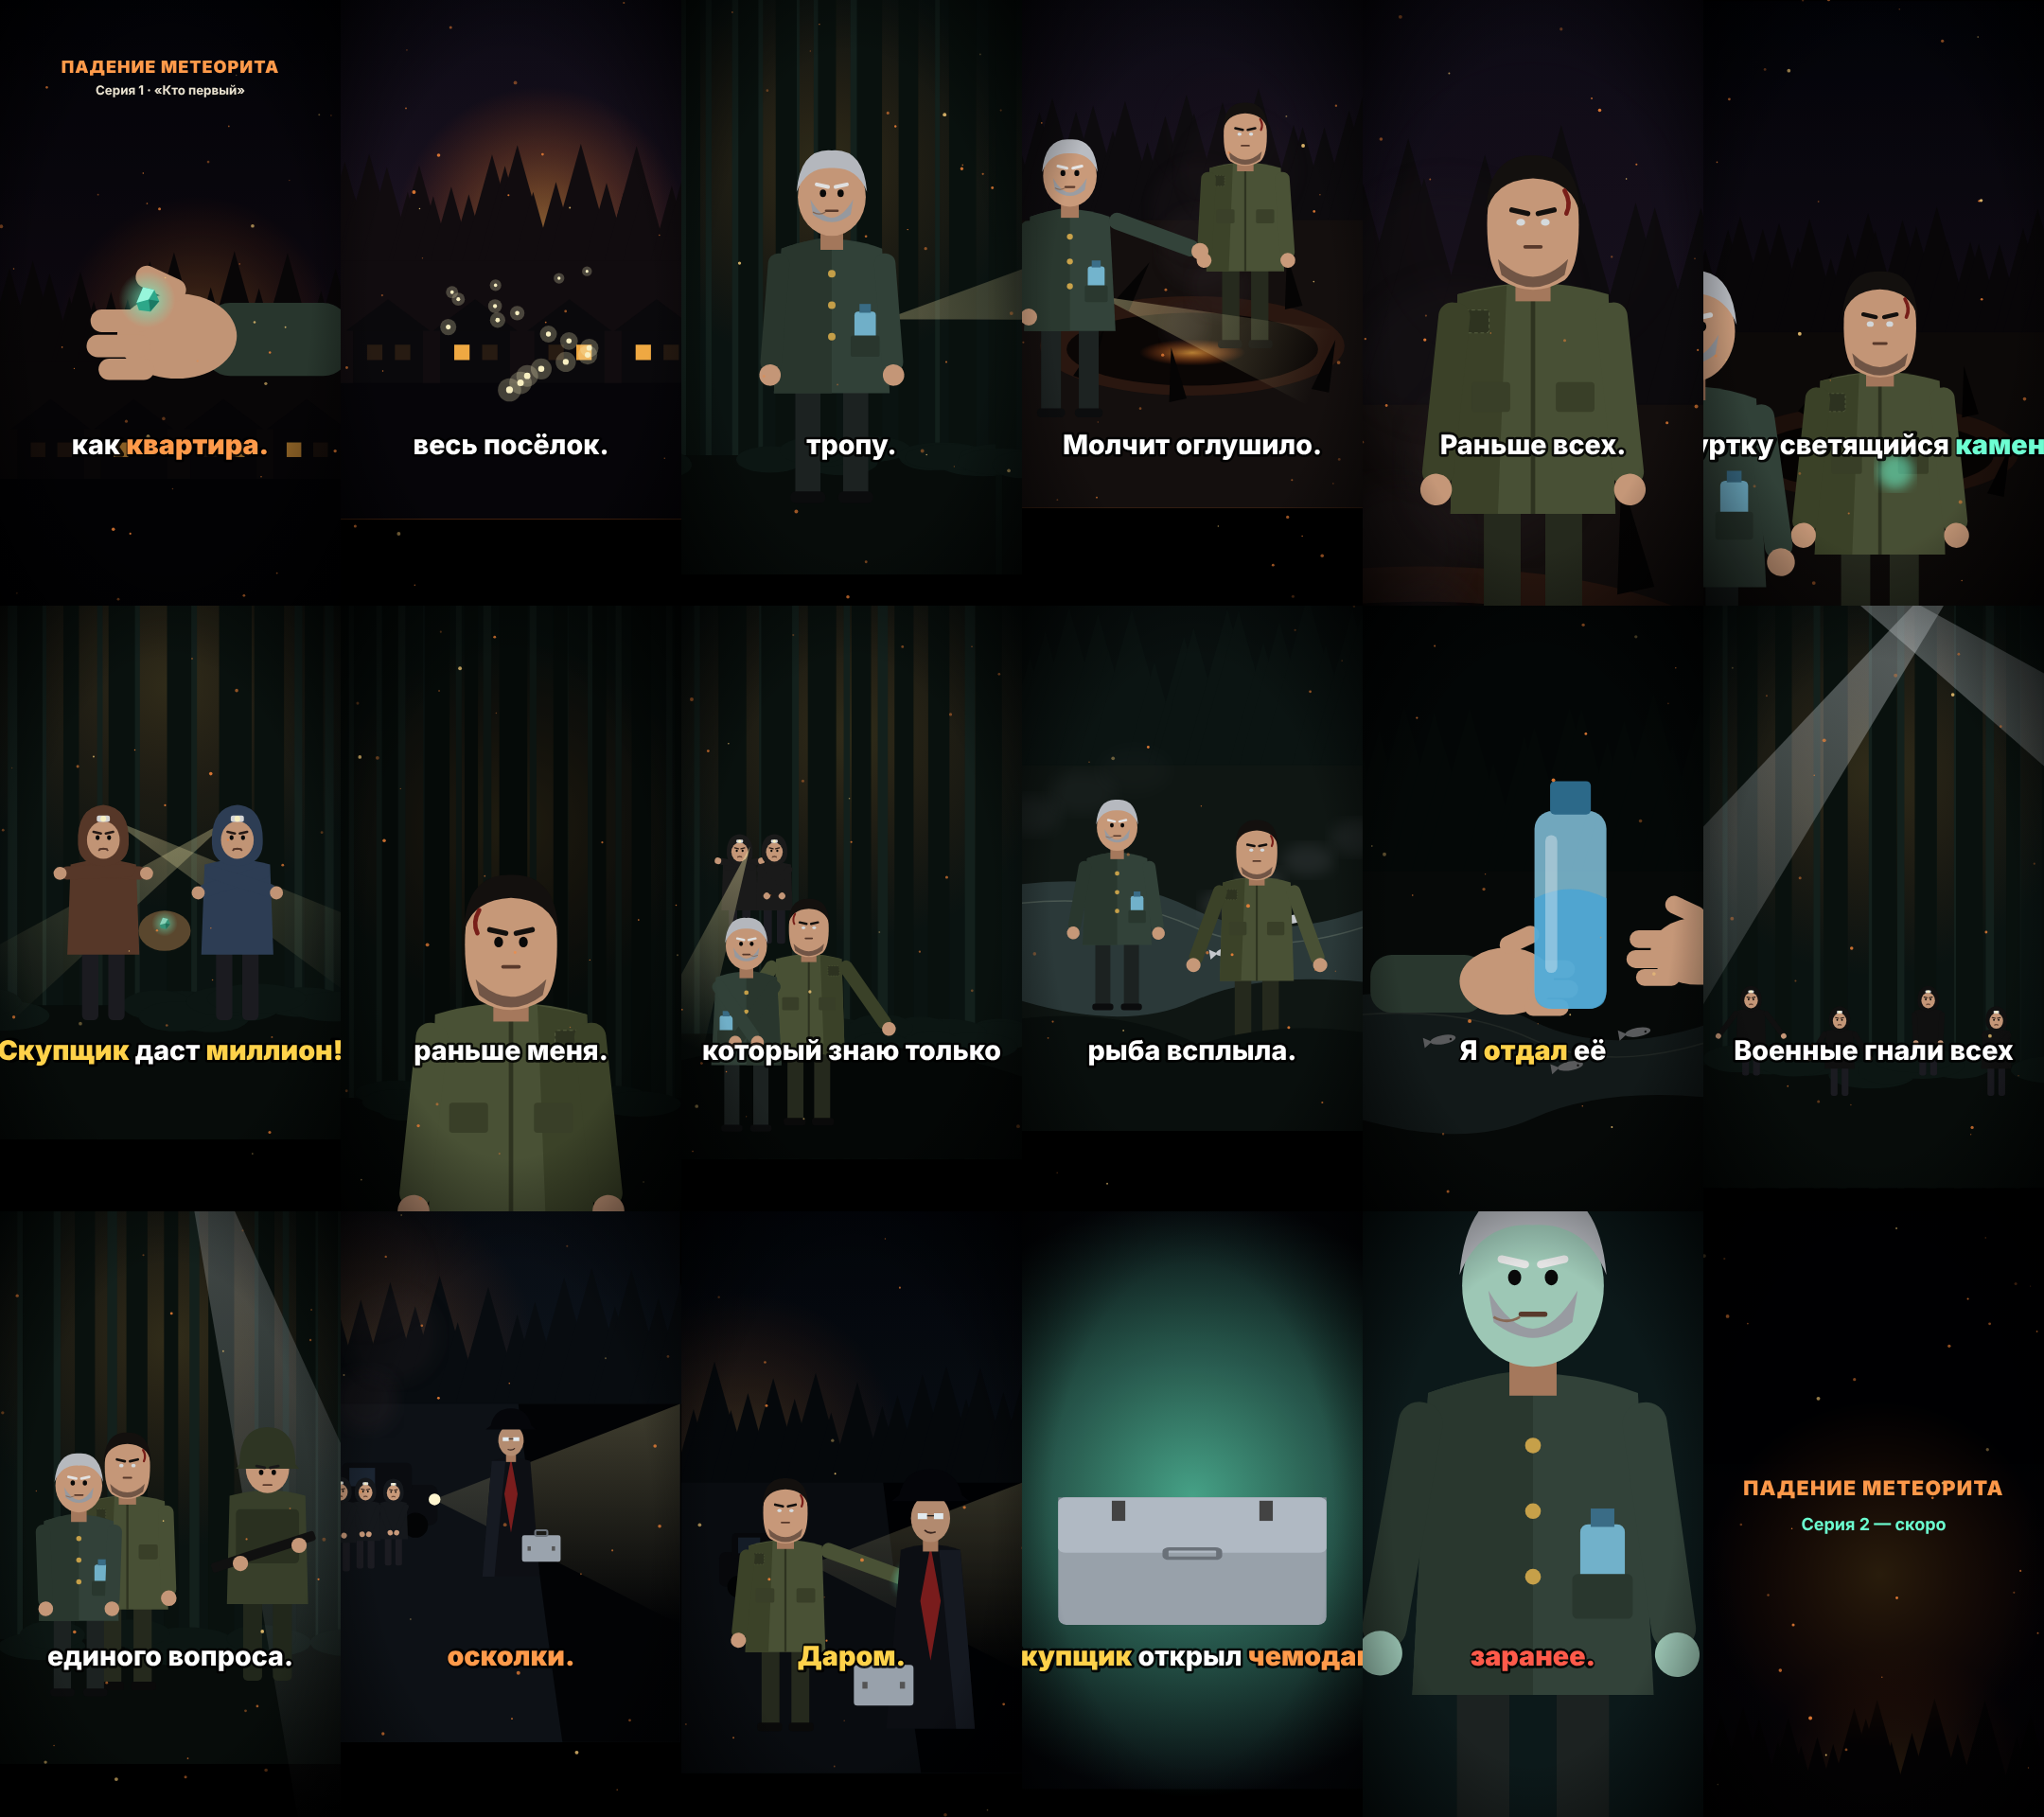 ПАДЕНИЕ МЕТЕОРИТА
Серия 1 · «Кто первый»
как квартира.
весь посёлок.
тропу.
Молчит оглушило.
Раньше всех.
уртку светящийся камен
Скупщик даст миллион!
раньше меня.
который знаю только
рыба всплыла.
Я отдал её
Военные гнали всех
единого вопроса.
осколки.
Даром.
купщик открыл чемодан
заранее.
ПАДЕНИЕ МЕТЕОРИТА
Серия 2 — скоро